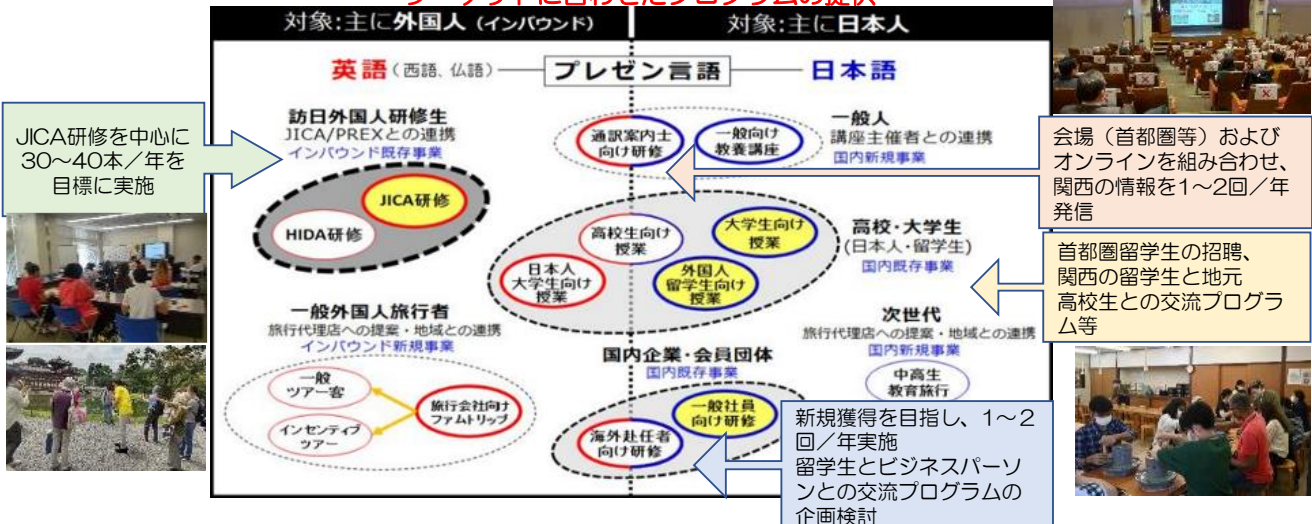 ターゲットに合わせたプログラムの提供
対象:主に外国人 (インバウンド)
対象:主に日本人
英語(西語、仏語)
プレゼン言語
日本語
訪日外国人研修生
JICA/PREXとの連携
インバウンド既存事業
JICA研修
HIDA研修
通訳案内士
向け研修
一般向け
教養講座
一般人
講座主催者との連携
国内新規事業
高校生向け
授業
大学生向け
授業
日本人
大学生向け
授業
外国人
留学生向け
授業
高校・大学生
(日本人・留学生)
国内既存事業
一般外国人旅行者
旅行代理店への提案・地域との連携
インバウンド新規事業
一般
ツアー客
インセンティブ
ツアー
旅行会社向け
ファムトリップ
国内企業・会員団体
国内既存事業
一般社員
向け研修
海外赴任者
向け研修
次世代
旅行代理店への提案・地域との連携
国内新規事業
中高生
教育旅行
JICA研修を中心に
30～40本／年を
目標に実施
会場（首都圏等）および
オンラインを組み合わせ、
関西の情報を1～2回／年
発信
首都圏留学生の招聘、
関西の留学生と地元
高校生との交流プログラ
ム等
新規獲得を目指し、1～2
回／年実施
留学生とビジネスパーソ
ンとの交流プログラムの
企画検討